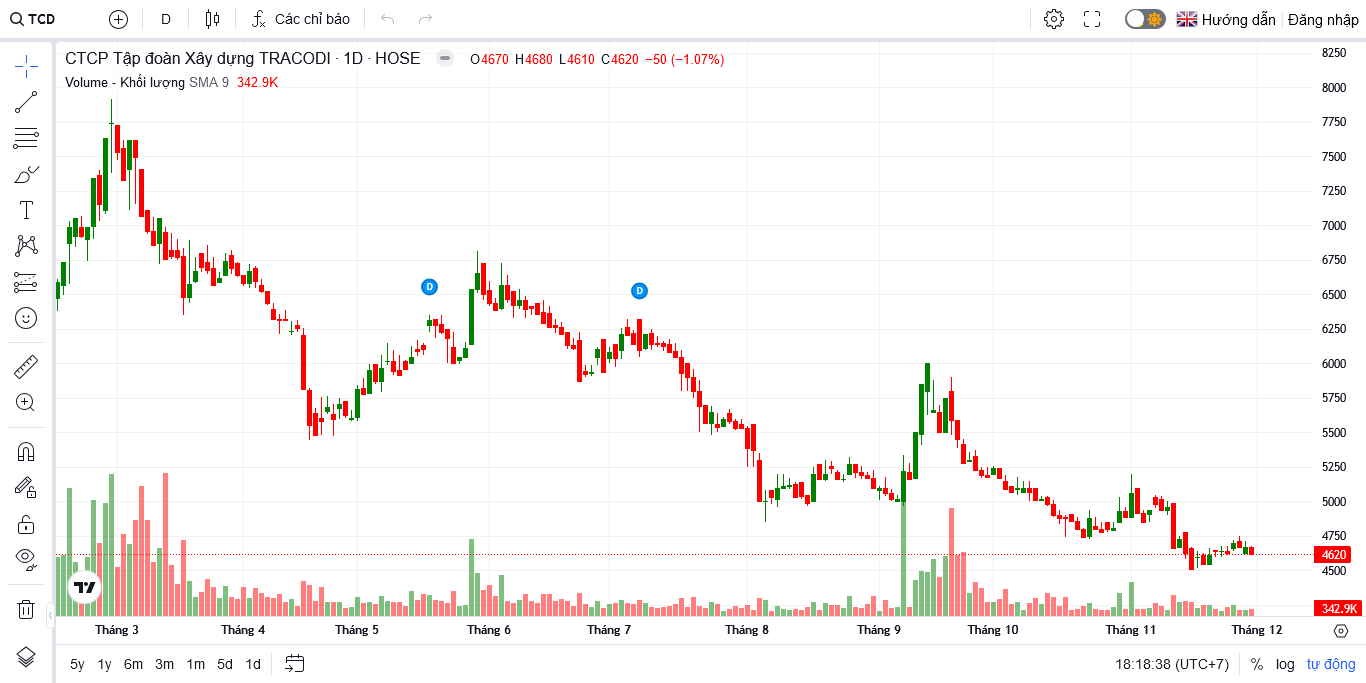 TCD D Các chỉ báo Hướng dẫn Đăng nhập
CTCP Tập đoàn Xây dựng TRACODI · 1D · HOSE O4670 H4680 L4610 C4620 −50 (−1.07%)
Volume - Khối lượng SMA 9 342.9K
8250
8000
7750
7500
7250
7000
6750
6500
6250
6000
5750
5500
5250
5000
4750
4620
4500
342.9K
D
D
Tháng 3 Tháng 4 Tháng 5 Tháng 6 Tháng 7 Tháng 8 Tháng 9 Tháng 10 Tháng 11 Tháng 12
5y 1y 6m 3m 1m 5d 1d 18:18:38 (UTC+7) % log tự động